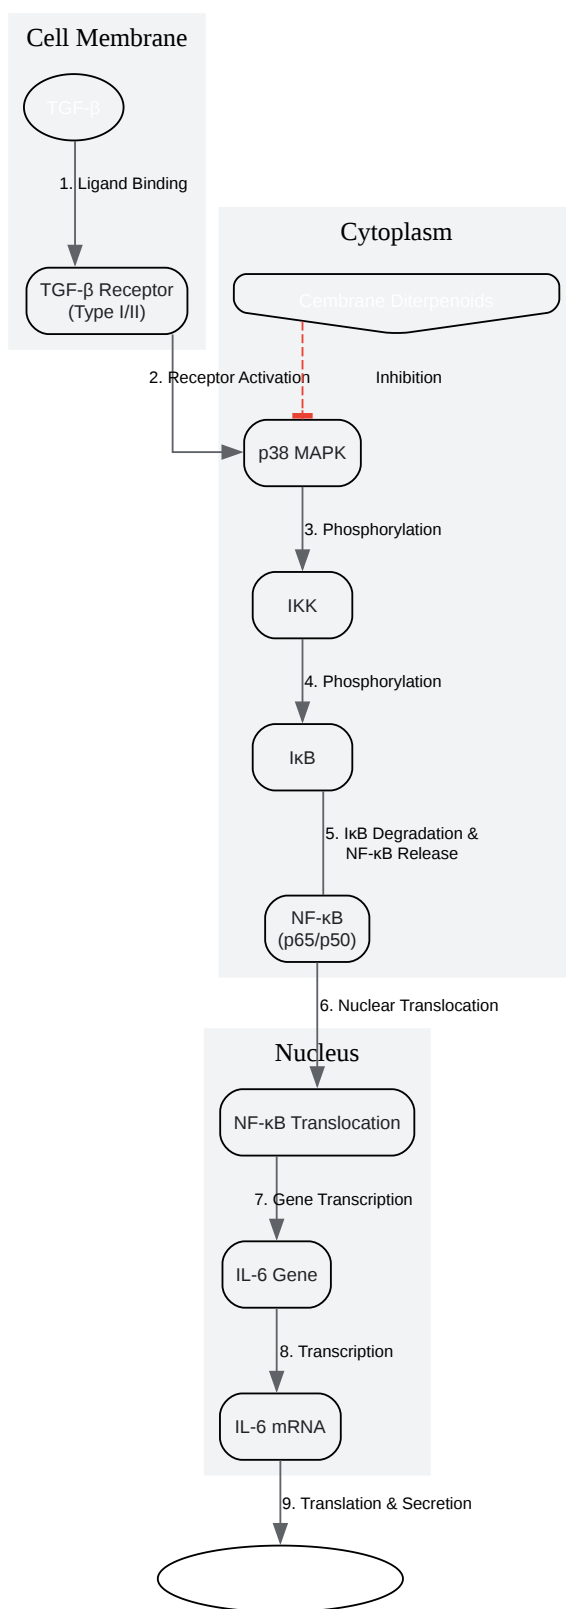 Cell Membrane
TGF-β
1. Ligand Binding
TGF-β Receptor
(Type I/II)
Cytoplasm
Cembrane Diterpenoids
2. Receptor Activation
Inhibition
p38 MAPK
3. Phosphorylation
IKK
4. Phosphorylation
IκB
5. IκB Degradation &
NF-κB Release
NF-κB
(p65/p50)
6. Nuclear Translocation
Nucleus
NF-κB Translocation
7. Gene Transcription
IL-6 Gene
8. Transcription
IL-6 mRNA
9. Translation & Secretion